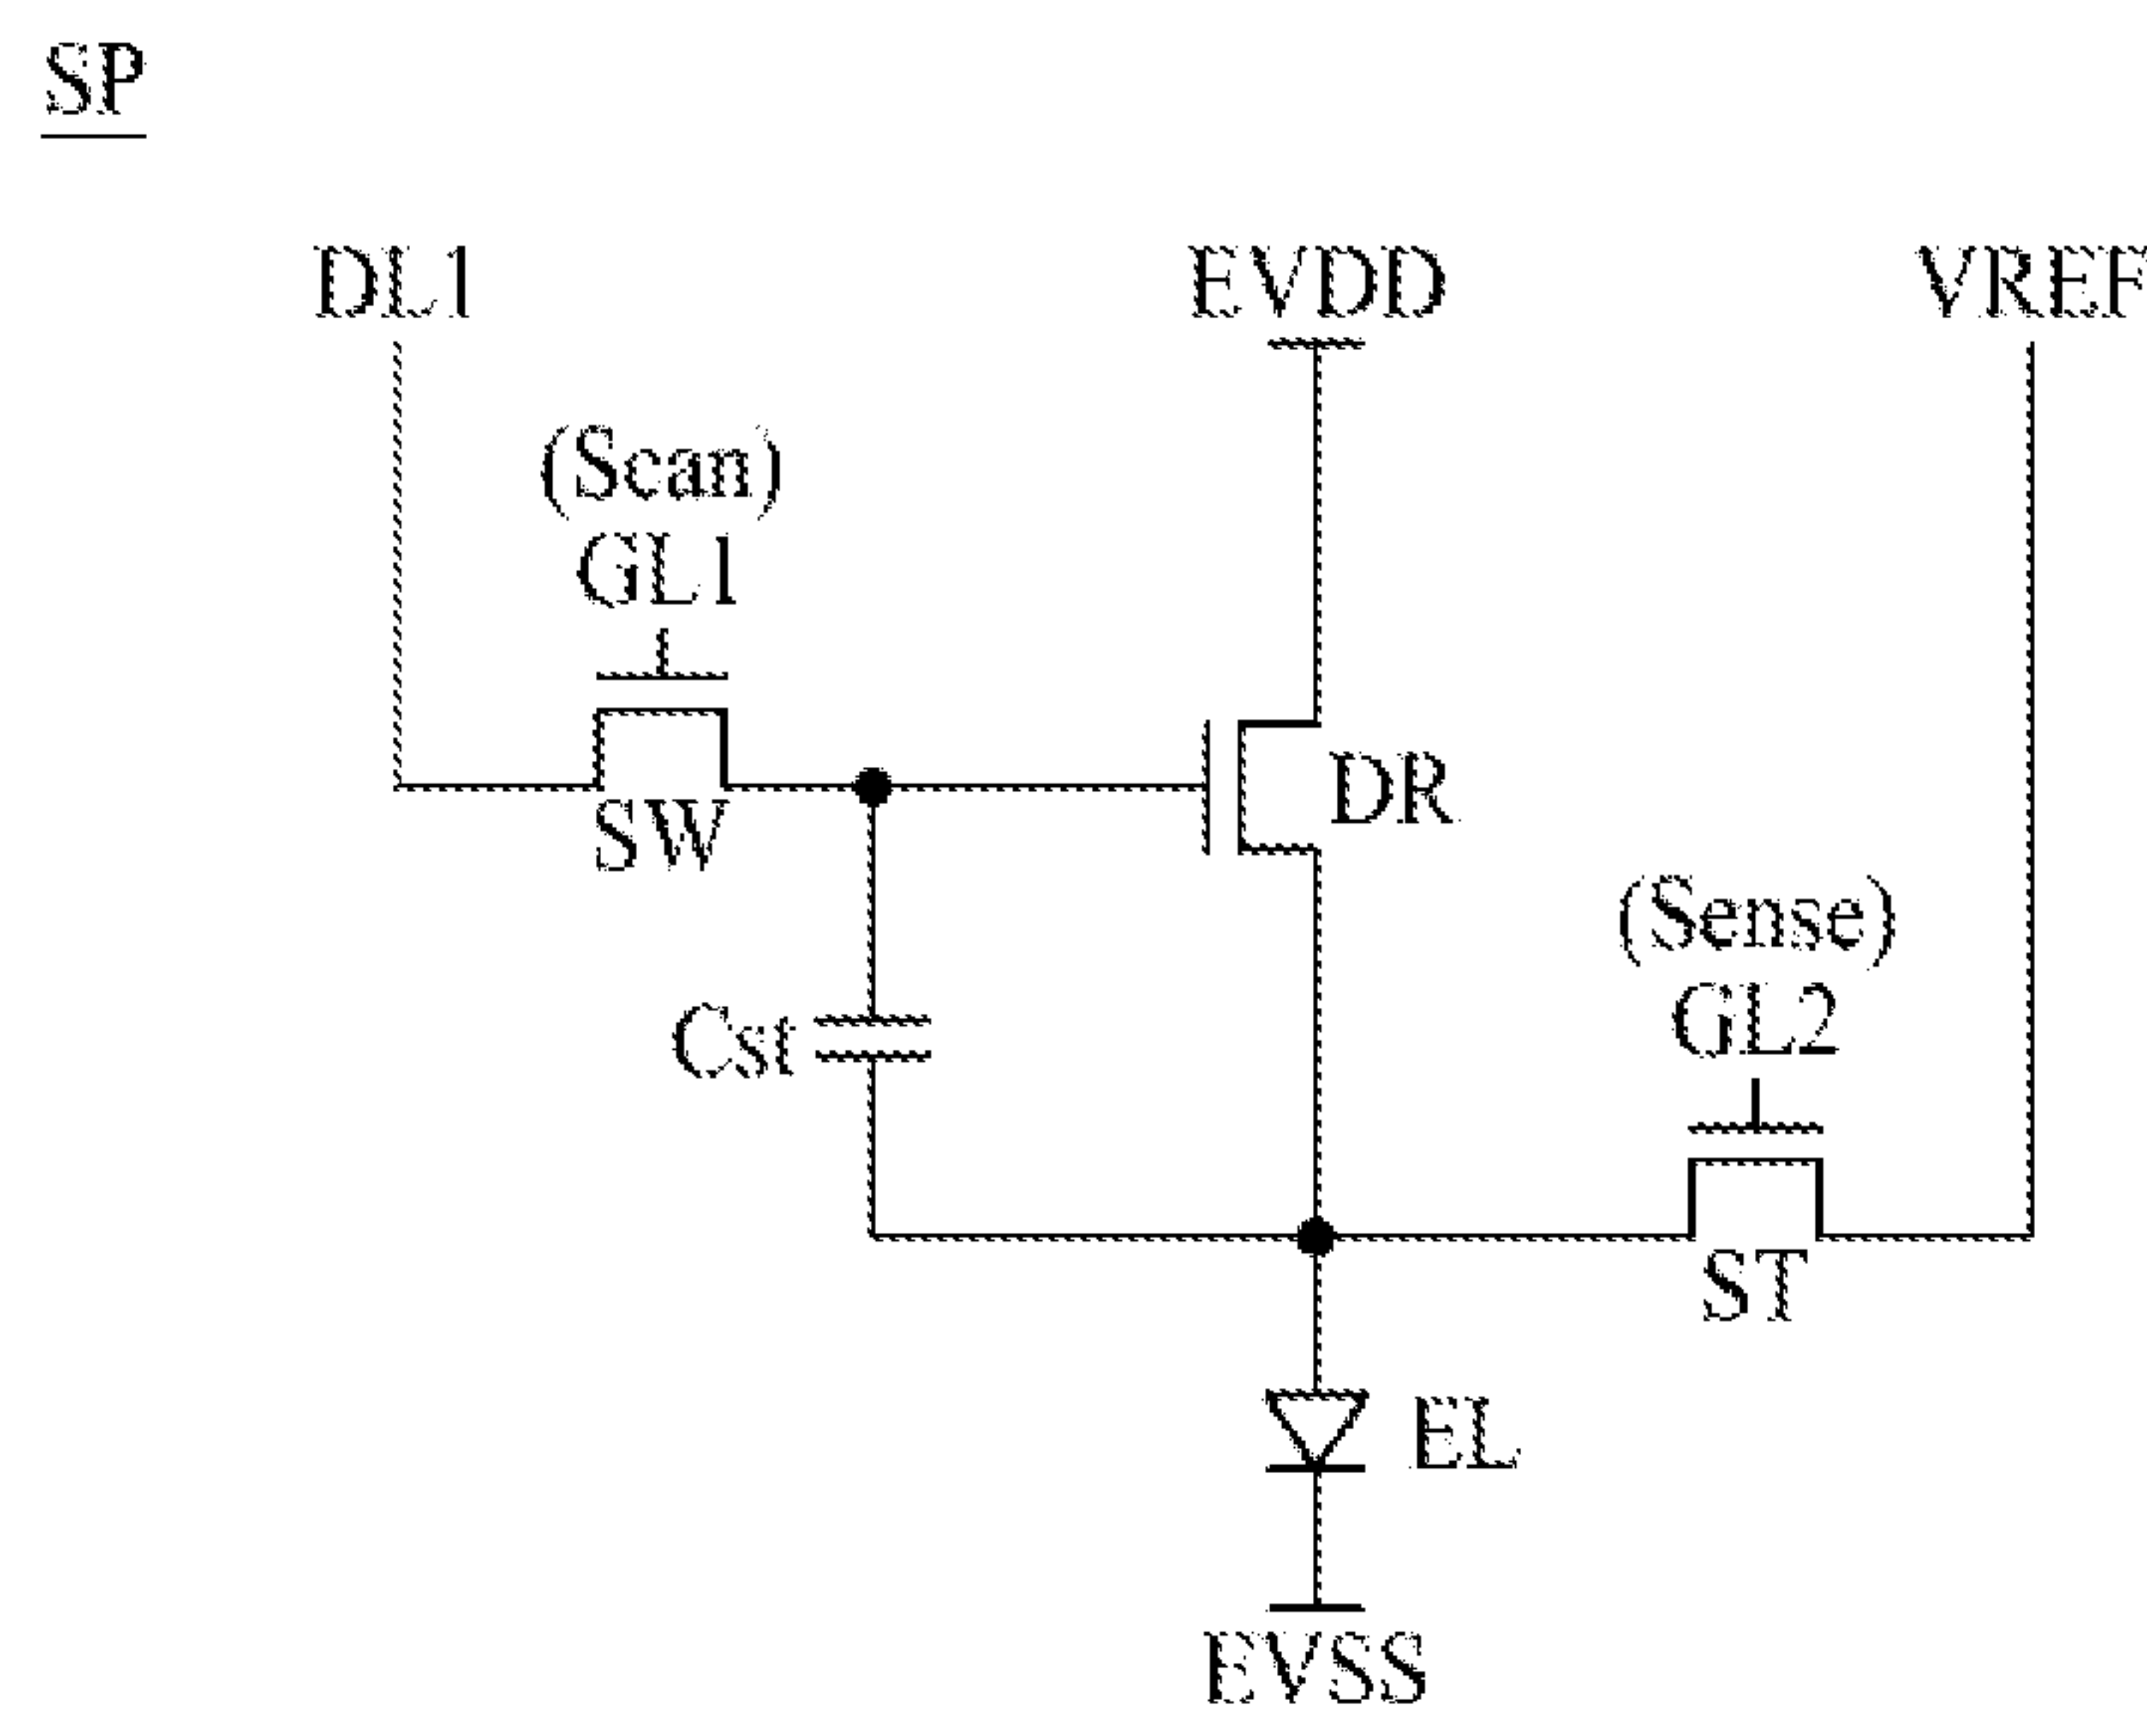 SP
DL1
EVDD
VREF
(Scan)
GL1
DR
SW
(Sense)
GL2
Cst
ST
EL
EVSS